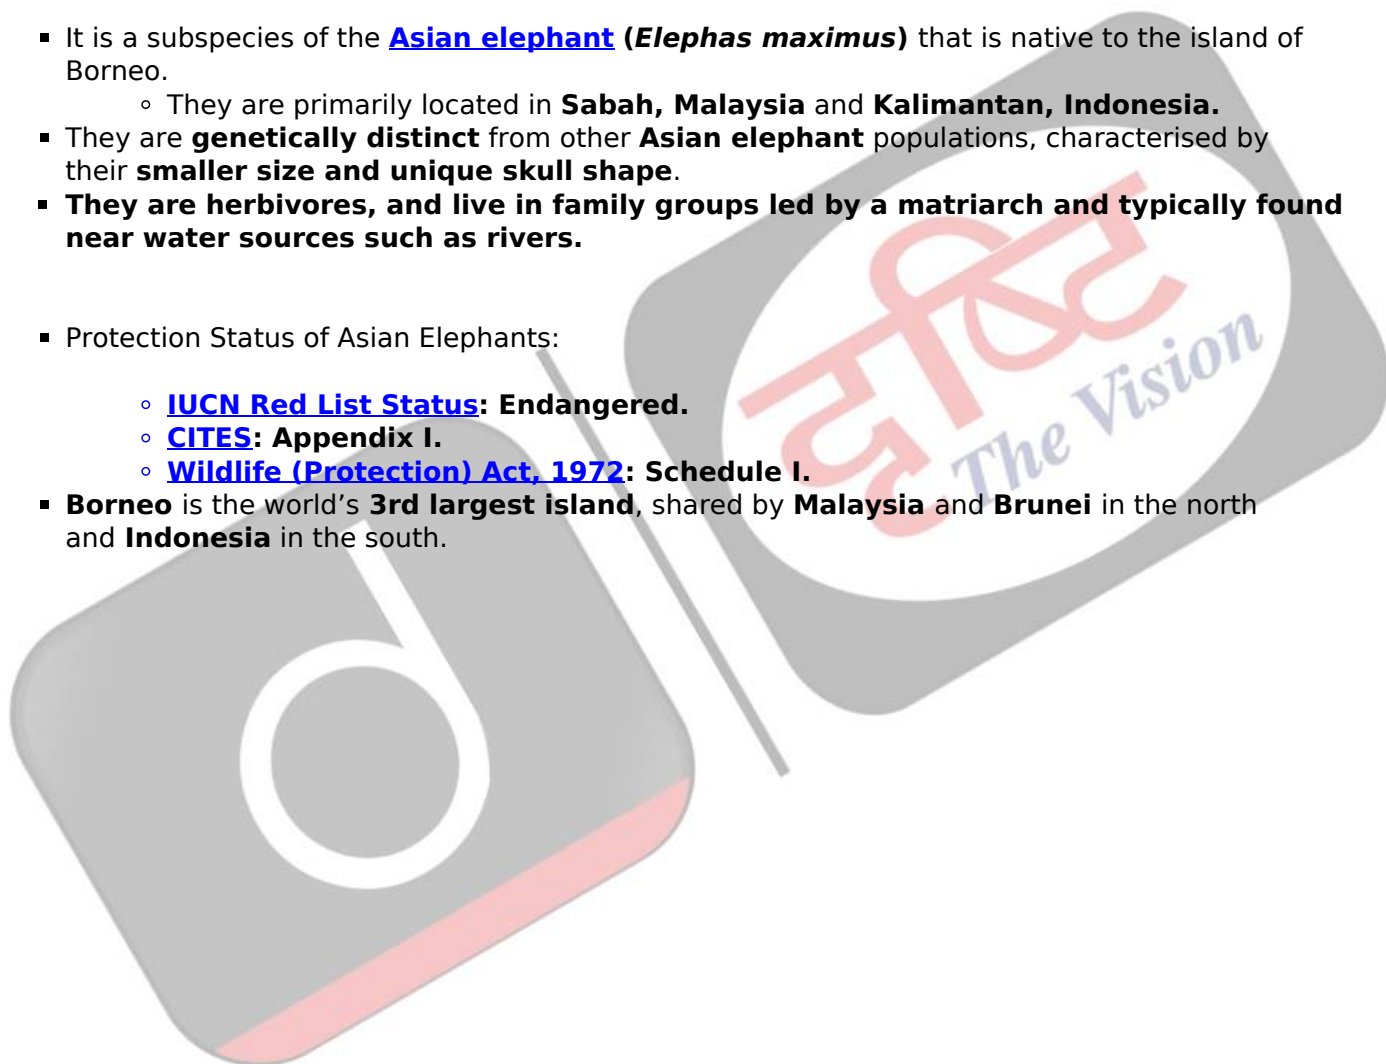 ▪ It is a subspecies of the Asian elephant (Elephas maximus) that is native to the island of
Borneo.
◦ They are primarily located in Sabah, Malaysia and Kalimantan, Indonesia.
▪ They are genetically distinct from other Asian elephant populations, characterised by
their smaller size and unique skull shape.
▪ They are herbivores, and live in family groups led by a matriarch and typically found
near water sources such as rivers.
▪ Protection Status of Asian Elephants:
◦ IUCN Red List Status: Endangered.
◦ CITES: Appendix I.
◦ Wildlife (Protection) Act, 1972: Schedule I.
▪ Borneo is the world’s 3rd largest island, shared by Malaysia and Brunei in the north
and Indonesia in the south.
दृष्टि
The Vision